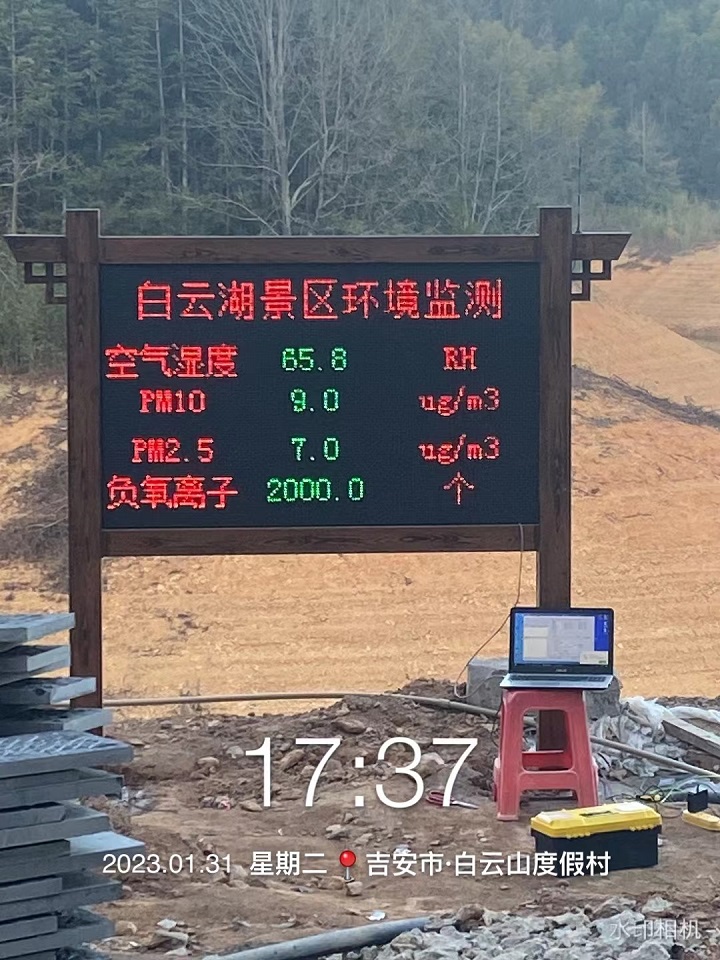 白云湖景区环境监测
空气湿度 65.8 RH
PM10 9.0 ug/m3
PM2.5 7.0 ug/m3
负氧离子 2000.0 个
17:37
2023.01.31 星期二 吉安市·白云山度假村
水印相机